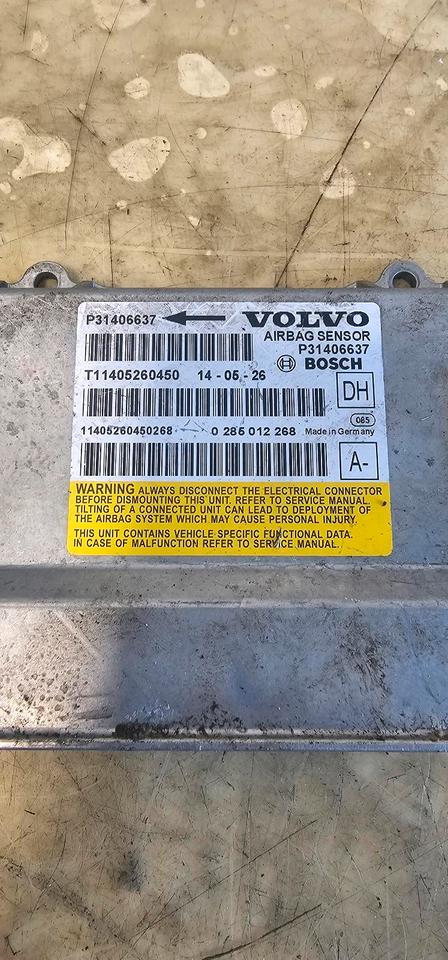 P31406637 VOLVO
AIRBAG SENSOR
P31406637
BOSCH
T11405260450 14-05-26
DH
065
11405260450268 0 285 012 268 Made in Germany
A-
WARNING ALWAYS DISCONNECT THE ELECTRICAL CONNECTOR
BEFORE DISMOUNTING THIS UNIT REFER TO SERVICE MANUAL.
TILTING OF A CONNECTED UNIT CAN LEAD TO DEPLOYMENT OF
THE AIRBAG SYSTEM WHICH MAY CAUSE PERSONAL INJURY.
THIS UNIT CONTAINS VEHICLE SPECIFIC FUNCTIONAL DATA.
IN CASE OF MALFUNCTION REFER TO SERVICE MANUAL.